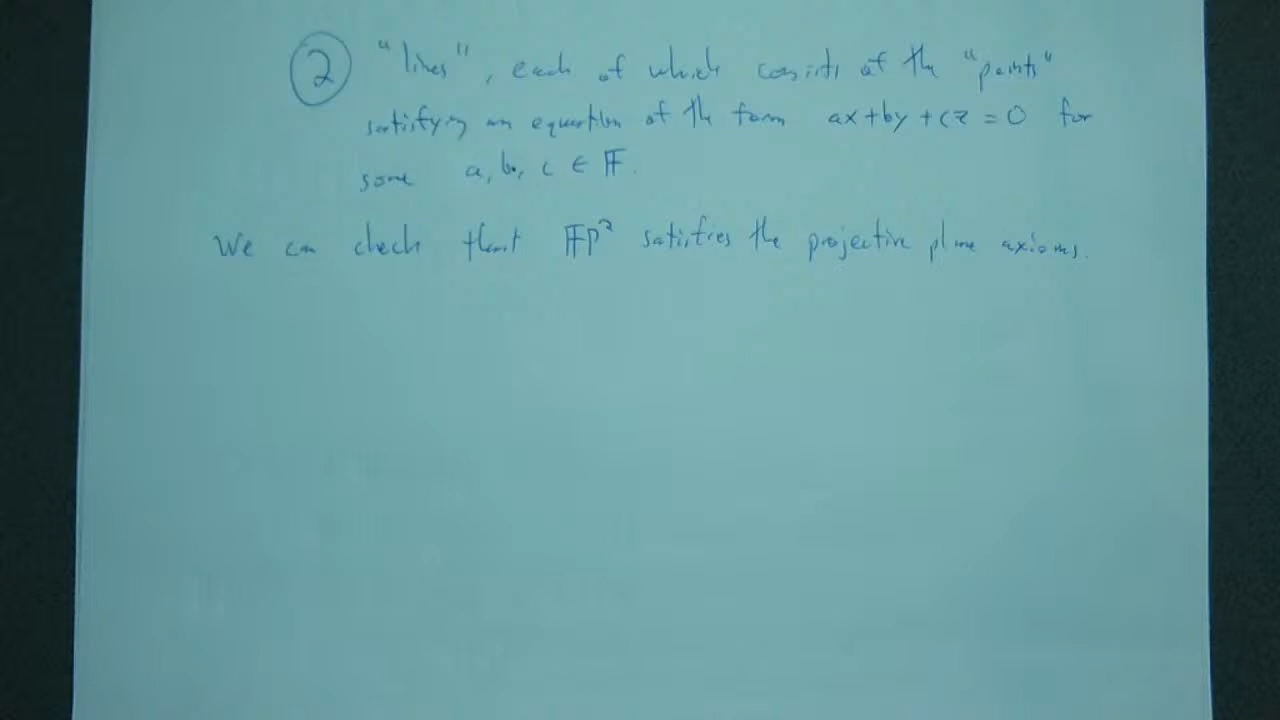 ② "lines", each of which consists of the "points"
satisfying an equation of the form ax+by+cz=0 for
some a, b, c ∈ 𝔽.
We can check that 𝔽P² satisfies the projective plane axioms.